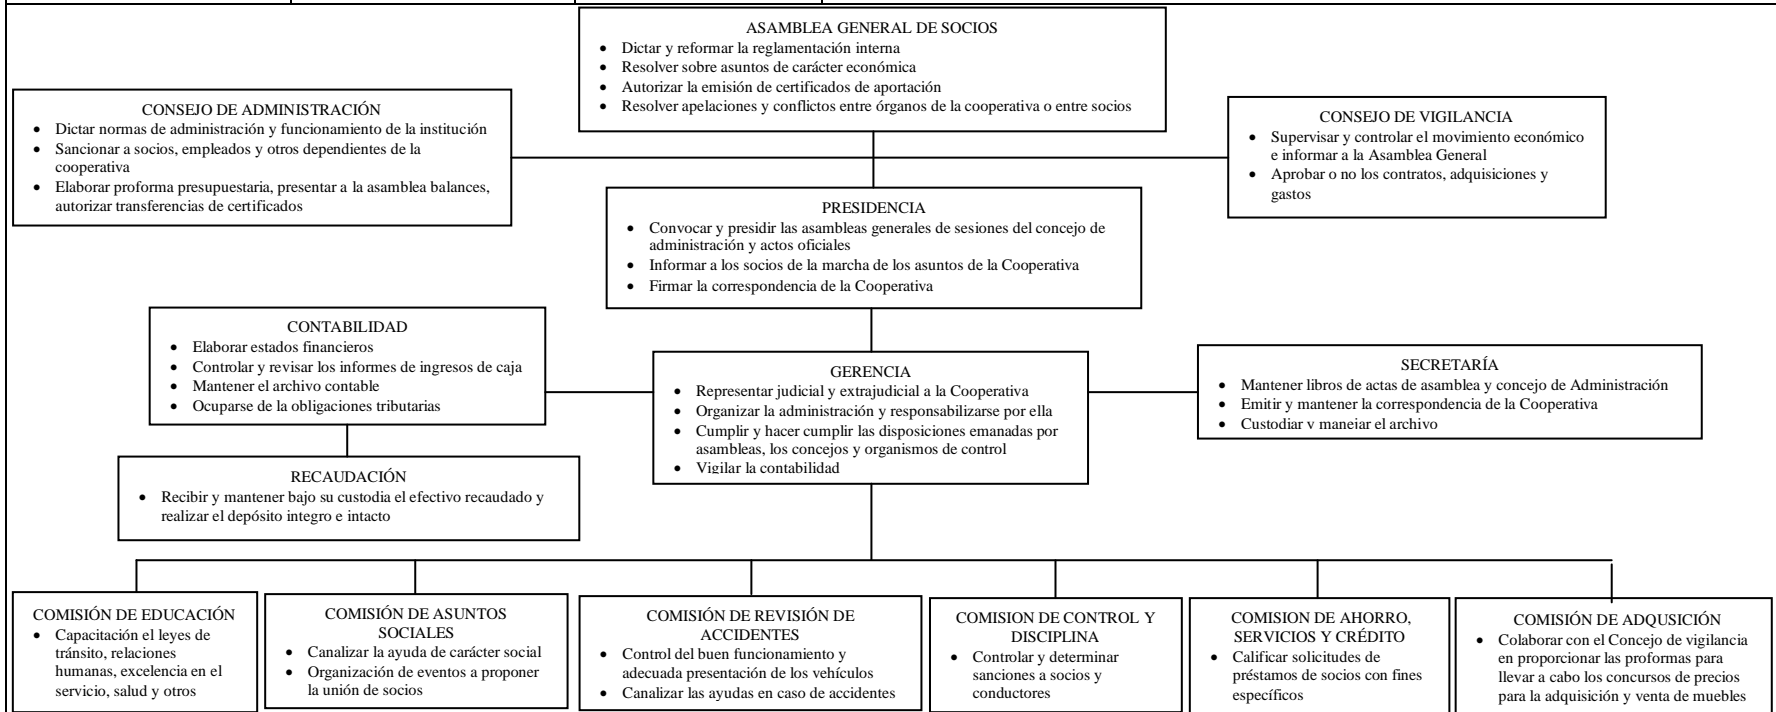 ASAMBLEA GENERAL DE SOCIOS
• Dictar y reformar la reglamentación interna
• Resolver sobre asuntos de carácter económica
• Autorizar la emisión de certificados de aportación
• Resolver apelaciones y conflictos entre órganos de la cooperativa o entre socios
CONSEJO DE ADMINISTRACIÓN
• Dictar normas de administración y funcionamiento de la institución
• Sancionar a socios, empleados y otros dependientes de la
cooperativa
• Elaborar proforma presupuestaria, presentar a la asamblea balances,
autorizar transferencias de certificados
CONSEJO DE VIGILANCIA
• Supervisar y controlar el movimiento económico
e informar a la Asamblea General
• Aprobar o no los contratos, adquisiciones y
gastos
PRESIDENCIA
• Convocar y presidir las asambleas generales de sesiones del concejo de
administración y actos oficiales
• Informar a los socios de la marcha de los asuntos de la Cooperativa
• Firmar la correspondencia de la Cooperativa
CONTABILIDAD
• Elaborar estados financieros
• Controlar y revisar los informes de ingresos de caja
• Mantener el archivo contable
• Ocuparse de la obligaciones tributarias
GERENCIA
• Representar judicial y extrajudicial a la Cooperativa
• Organizar la administración y responsabilizarse por ella
• Cumplir y hacer cumplir las disposiciones emanadas por
asambleas, los concejos y organismos de control
• Vigilar la contabilidad
SECRETARÍA
• Mantener libros de actas de asamblea y concejo de Administración
• Emitir y mantener la correspondencia de la Cooperativa
• Custodiar y manejar el archivo
RECAUDACIÓN
• Recibir y mantener bajo su custodia el efectivo recaudado y
realizar el depósito integro e intacto
COMISIÓN DE EDUCACIÓN
• Capacitación el leyes de
tránsito, relaciones
humanas, excelencia en el
servicio, salud y otros
COMISIÓN DE ASUNTOS
SOCIALES
• Canalizar la ayuda de carácter social
• Organización de eventos a proponer
la unión de socios
COMISIÓN DE REVISIÓN DE
ACCIDENTES
• Control del buen funcionamiento y
adecuada presentación de los vehículos
• Canalizar las ayudas en caso de accidentes
COMISION DE CONTROL Y
DISCIPLINA
• Controlar y determinar
sanciones a socios y
conductores
COMISION DE AHORRO,
SERVICIOS Y CRÉDITO
• Calificar solicitudes de
préstamos de socios con fines
específicos
COMISIÓN DE ADQUSICIÓN
• Colaborar con el Concejo de vigilancia
en proporcionar las proformas para
llevar a cabo los concursos de precios
para la adquisición y venta de muebles